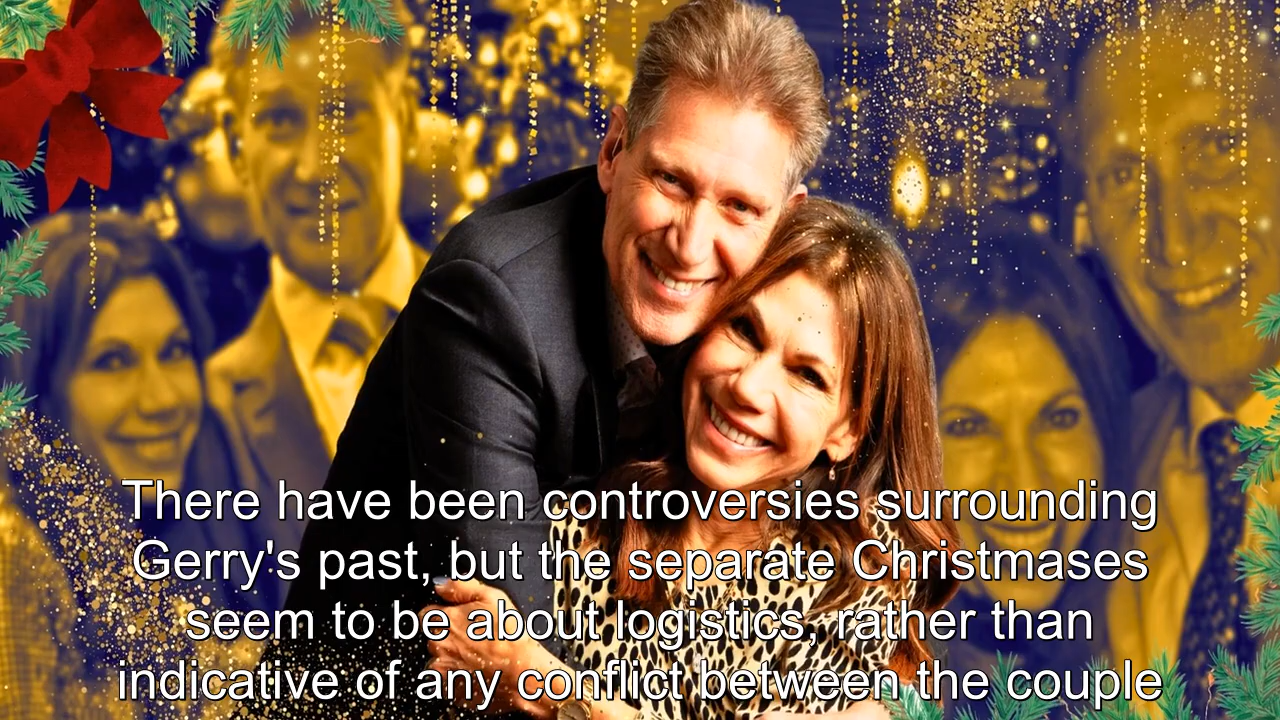 There have been controversies surrounding
Gerry's past, but the separate Christmases
seem to be about logistics, rather than
indicative of any conflict between the couple